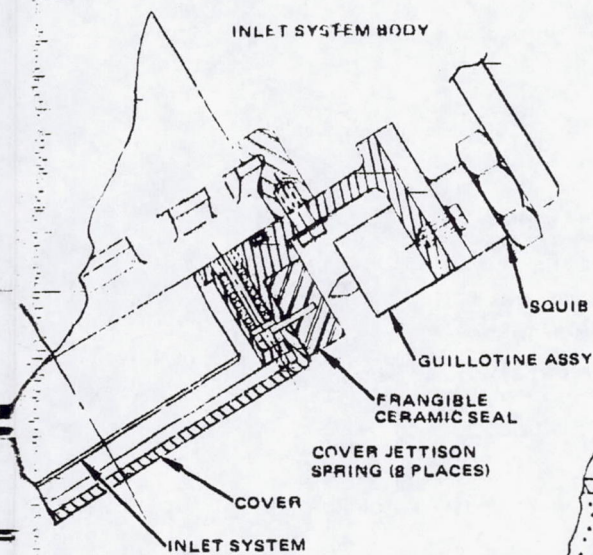 INLET SYSTEM BODY
SQUIB
GUILLOTINE ASSY
FRANGIBLE
CERAMIC SEAL
COVER JETTISON
SPRING (8 PLACES)
COVER
INLET SYSTEM